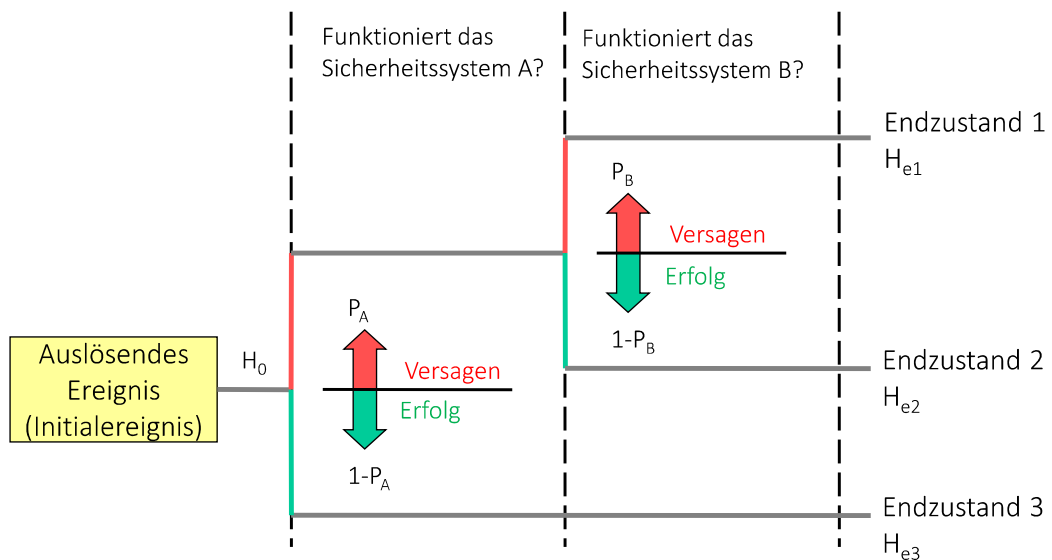 Funktioniert das
Sicherheitssystem A?
Funktioniert das
Sicherheitssystem B?
Endzustand 1
He1
PB
Versagen
Erfolg
1-PB
PA
Versagen
Erfolg
1-PA
Auslösendes
Ereignis
(Initialereignis)
H0
Endzustand 2
He2
Endzustand 3
He3